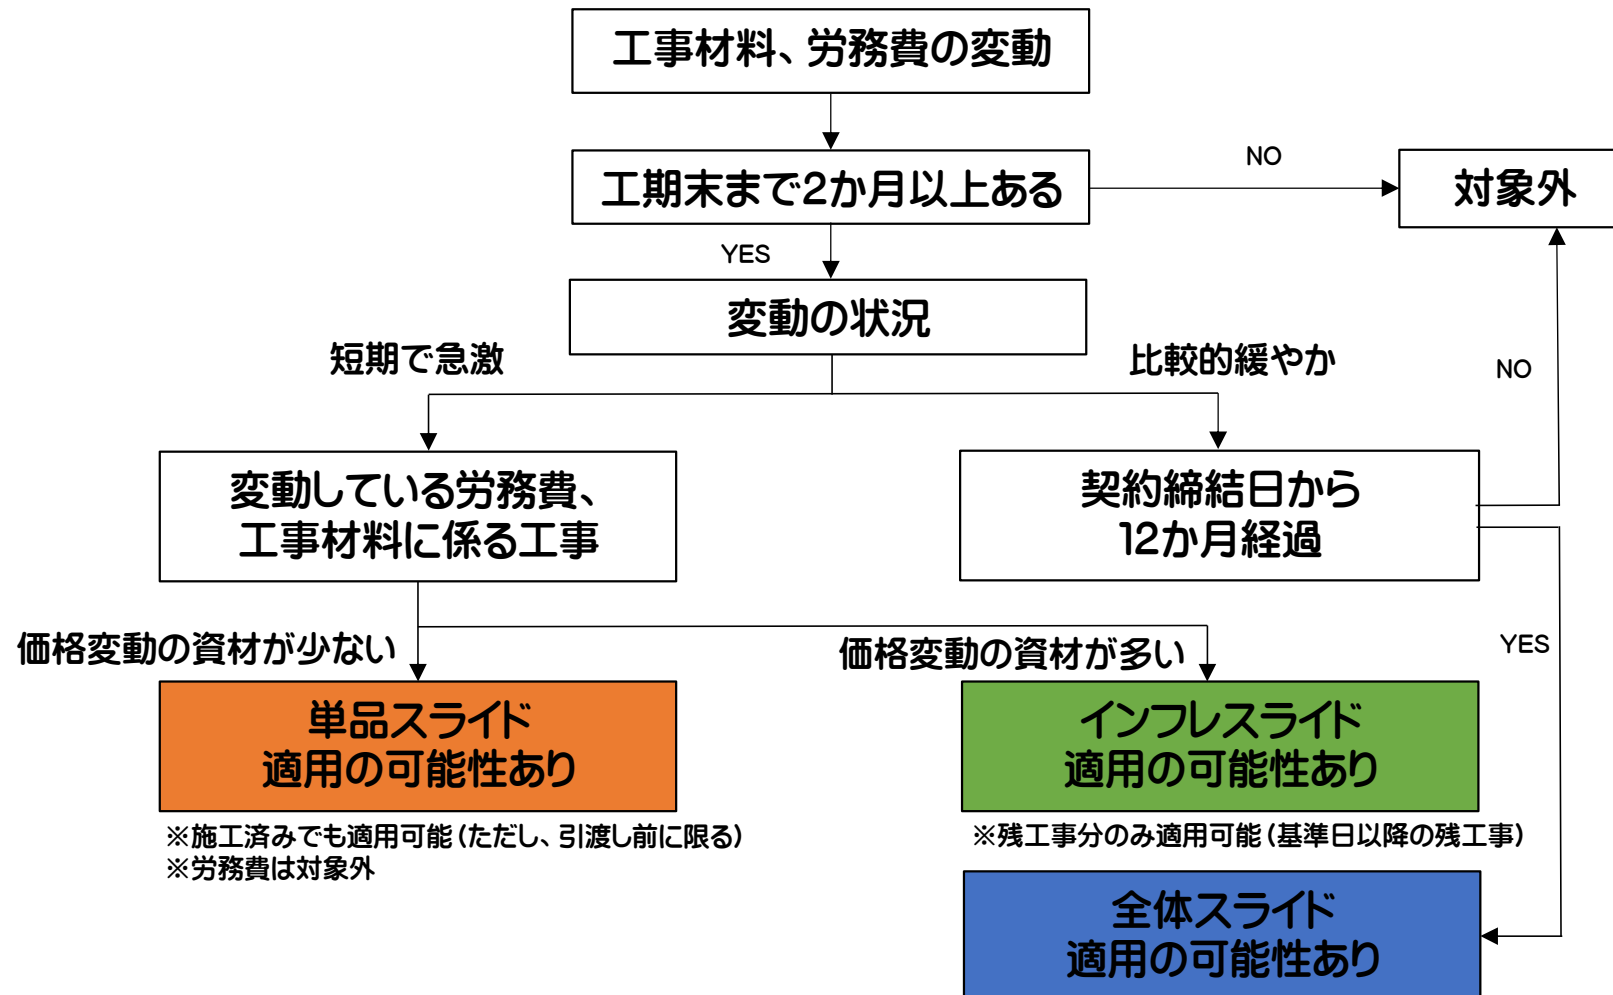 工事材料、労務費の変動
工期末まで2か月以上ある
NO
対象外
YES
変動の状況
短期で急激
比較的緩やか
NO
変動している労務費、
工事材料に係る工事
契約締結日から
12か月経過
価格変動の資材が少ない
価格変動の資材が多い
YES
単品スライド
適用の可能性あり
インフレスライド
適用の可能性あり
※施工済みでも適用可能(ただし、引渡し前に限る)
※労務費は対象外
※残工事分のみ適用可能(基準日以降の残工事)
全体スライド
適用の可能性あり